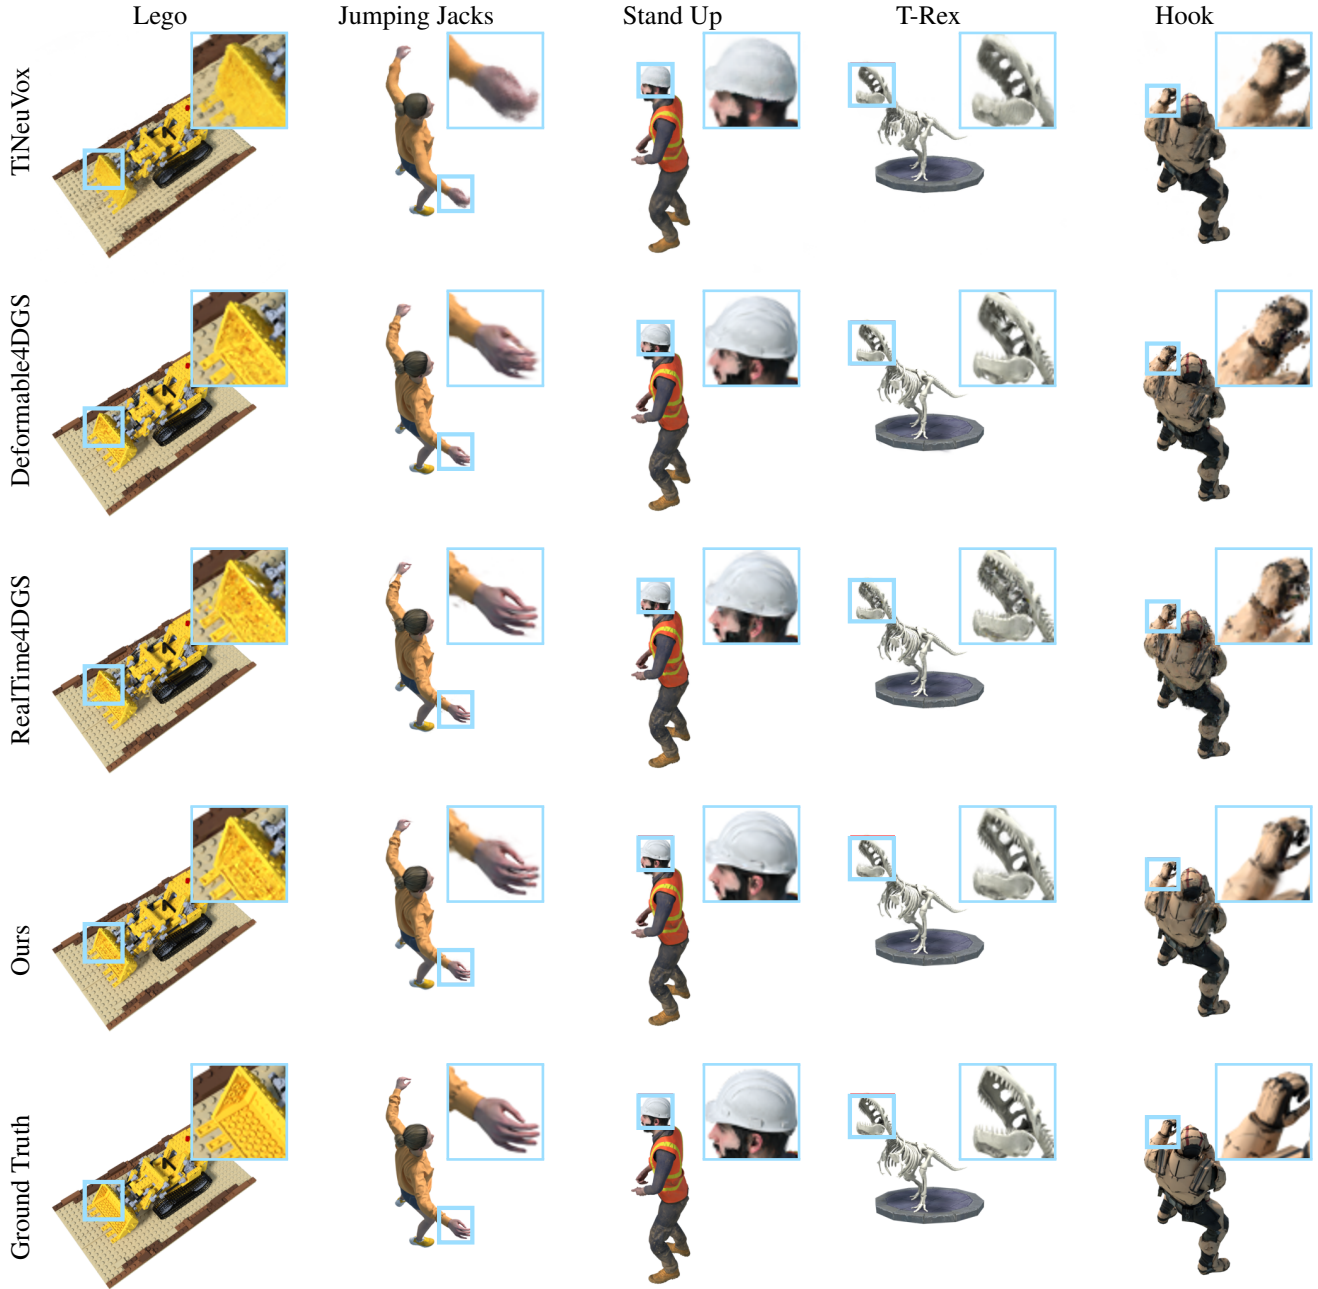 Lego
Jumping Jacks
Stand Up
T-Rex
Hook
TiNeuVox
Deformable4DGS
RealTime4DGS
Ours
Ground Truth